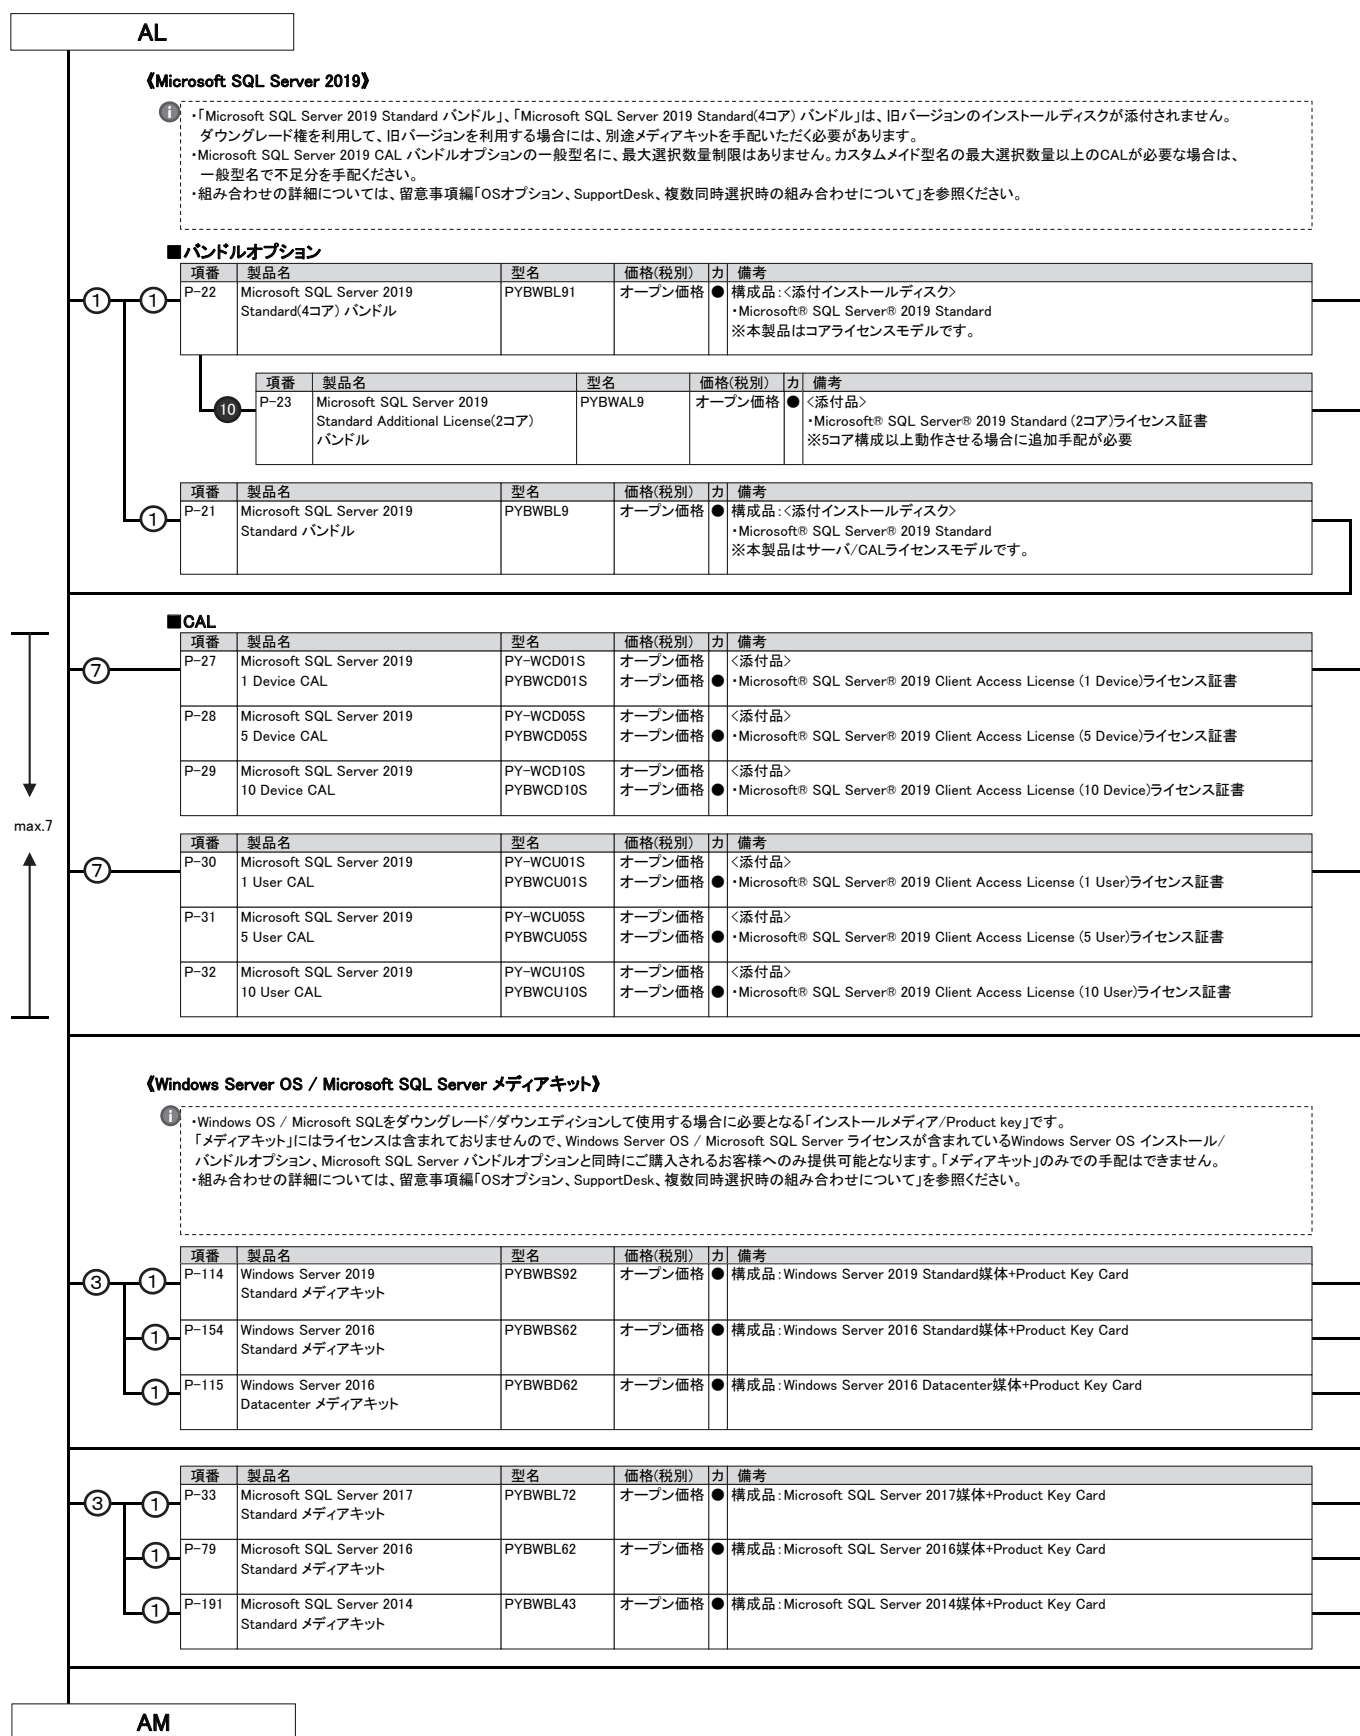 AL
《Microsoft SQL Server 2019》
・「Microsoft SQL Server 2019 Standard バンドル」、「Microsoft SQL Server 2019 Standard(4コア) バンドル」は、旧バージョンのインストールディスクが添付されません。
ダウングレード権を利用して、旧バージョンを利用する場合には、別途メディアキットを手配いただく必要があります。
・Microsoft SQL Server 2019 CAL バンドルオプションの一般型名に、最大選択数量制限はありません。カスタムメイド型名の最大選択数量以上のCALが必要な場合は、
一般型名で不足分を手配ください。
・組み合わせの詳細については、留意事項編「OSオプション、SupportDesk、複数同時選択時の組み合わせについて」を参照ください。
■バンドルオプション
項番 製品名 型名 価格(税別) カ 備考
① ① P-22 Microsoft SQL Server 2019 PYBWBL91 オープン価格 ● 構成品:<添付インストールディスク>
Standard(4コア) バンドル ・Microsoft® SQL Server® 2019 Standard
※本製品はコアライセンスモデルです。
項番 製品名 型名 価格(税別) カ 備考
10 P-23 Microsoft SQL Server 2019 PYBWAL9 オープン価格 ● <添付品>
Standard Additional License(2コア) ・Microsoft® SQL Server® 2019 Standard (2コア)ライセンス証書
バンドル ※5コア構成以上動作させる場合に追加手配が必要
項番 製品名 型名 価格(税別) カ 備考
① P-21 Microsoft SQL Server 2019 PYBWBL9 オープン価格 ● 構成品:<添付インストールディスク>
Standard バンドル ・Microsoft® SQL Server® 2019 Standard
※本製品はサーバ/CALライセンスモデルです。
■CAL
項番 製品名 型名 価格(税別) カ 備考
⑦ P-27 Microsoft SQL Server 2019 PY-WCD01S オープン価格 <添付品>
1 Device CAL PYBWCD01S オープン価格 ● ・Microsoft® SQL Server® 2019 Client Access License (1 Device)ライセンス証書
P-28 Microsoft SQL Server 2019 PY-WCD05S オープン価格 <添付品>
5 Device CAL PYBWCD05S オープン価格 ● ・Microsoft® SQL Server® 2019 Client Access License (5 Device)ライセンス証書
P-29 Microsoft SQL Server 2019 PY-WCD10S オープン価格 <添付品>
10 Device CAL PYBWCD10S オープン価格 ● ・Microsoft® SQL Server® 2019 Client Access License (10 Device)ライセンス証書
max.7
項番 製品名 型名 価格(税別) カ 備考
⑦ P-30 Microsoft SQL Server 2019 PY-WCU01S オープン価格 <添付品>
1 User CAL PYBWCU01S オープン価格 ● ・Microsoft® SQL Server® 2019 Client Access License (1 User)ライセンス証書
P-31 Microsoft SQL Server 2019 PY-WCU05S オープン価格 <添付品>
5 User CAL PYBWCU05S オープン価格 ● ・Microsoft® SQL Server® 2019 Client Access License (5 User)ライセンス証書
P-32 Microsoft SQL Server 2019 PY-WCU10S オープン価格 <添付品>
10 User CAL PYBWCU10S オープン価格 ● ・Microsoft® SQL Server® 2019 Client Access License (10 User)ライセンス証書
《Windows Server OS / Microsoft SQL Server メディアキット》
・Windows OS / Microsoft SQLをダウングレード/ダウンエディションして使用する場合に必要となる「インストールメディア/Product key」です。
「メディアキット」にはライセンスは含まれておりませんので、Windows Server OS / Microsoft SQL Server ライセンスが含まれているWindows Server OS インストール/
バンドルオプション、Microsoft SQL Server バンドルオプションと同時にご購入されるお客様へのみ提供可能となります。「メディアキット」のみでの手配はできません。
・組み合わせの詳細については、留意事項編「OSオプション、SupportDesk、複数同時選択時の組み合わせについて」を参照ください。
項番 製品名 型名 価格(税別) カ 備考
③ ① P-114 Windows Server 2019 PYBWBS92 オープン価格 ● 構成品:Windows Server 2019 Standard媒体+Product Key Card
Standard メディアキット
① P-154 Windows Server 2016 PYBWBS62 オープン価格 ● 構成品:Windows Server 2016 Standard媒体+Product Key Card
Standard メディアキット
① P-115 Windows Server 2016 PYBWBD62 オープン価格 ● 構成品:Windows Server 2016 Datacenter媒体+Product Key Card
Datacenter メディアキット
項番 製品名 型名 価格(税別) カ 備考
③ ① P-33 Microsoft SQL Server 2017 PYBWBL72 オープン価格 ● 構成品:Microsoft SQL Server 2017媒体+Product Key Card
Standard メディアキット
① P-79 Microsoft SQL Server 2016 PYBWBL62 オープン価格 ● 構成品:Microsoft SQL Server 2016媒体+Product Key Card
Standard メディアキット
① P-191 Microsoft SQL Server 2014 PYBWBL43 オープン価格 ● 構成品:Microsoft SQL Server 2014媒体+Product Key Card
Standard メディアキット
AM